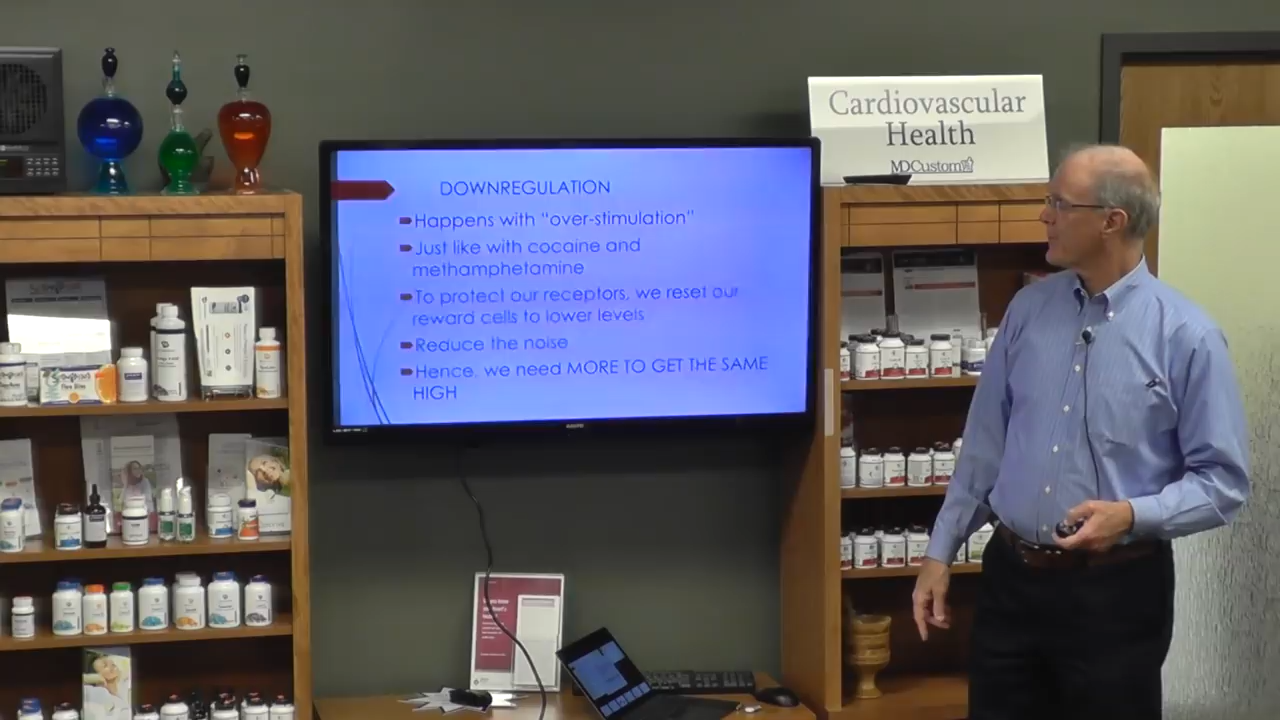 Cardiovascular
Health
MDCustomRx
DOWNREGULATION
Happens with “over-stimulation”
Just like with cocaine and
methamphetamine
To protect our receptors, we reset our
reward cells to lower levels
Reduce the noise
Hence, we need MORE TO GET THE SAME
HIGH